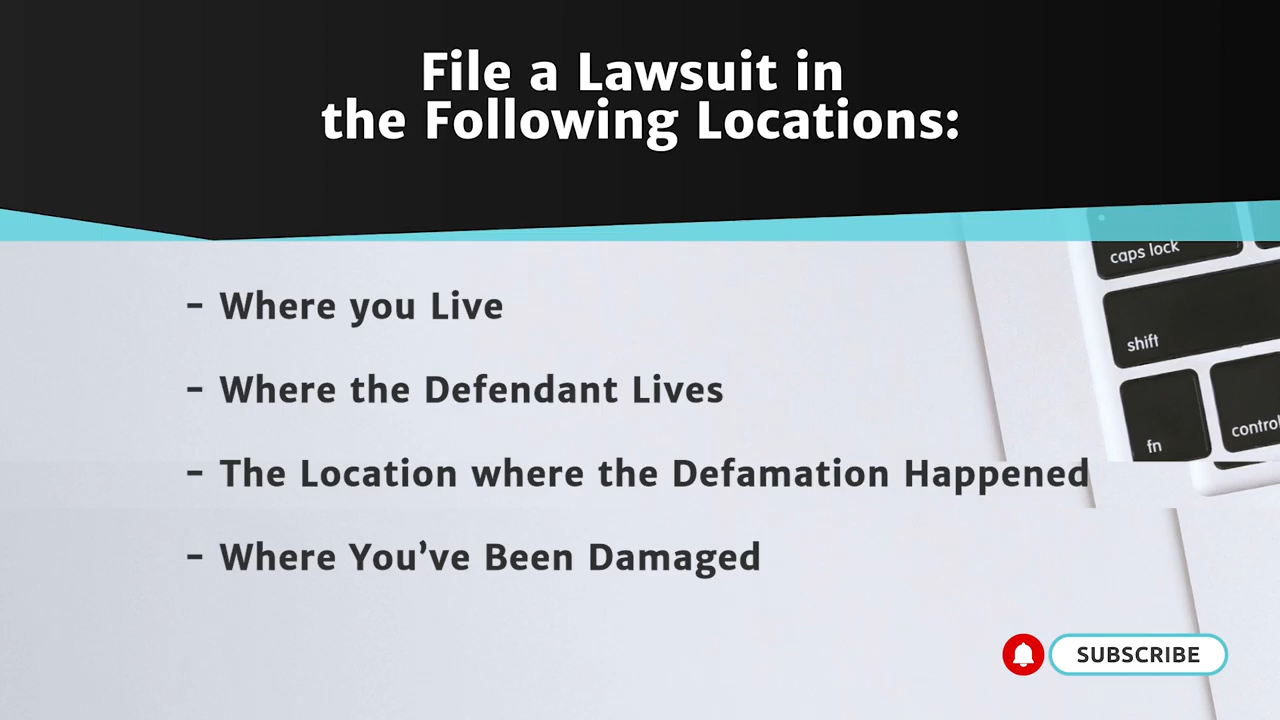 File a Lawsuit in
the Following Locations:
caps lock
- Where you Live
shift
- Where the Defendant Lives
control
fn
- The Location where the Defamation Happened
- Where You’ve Been Damaged
SUBSCRIBE